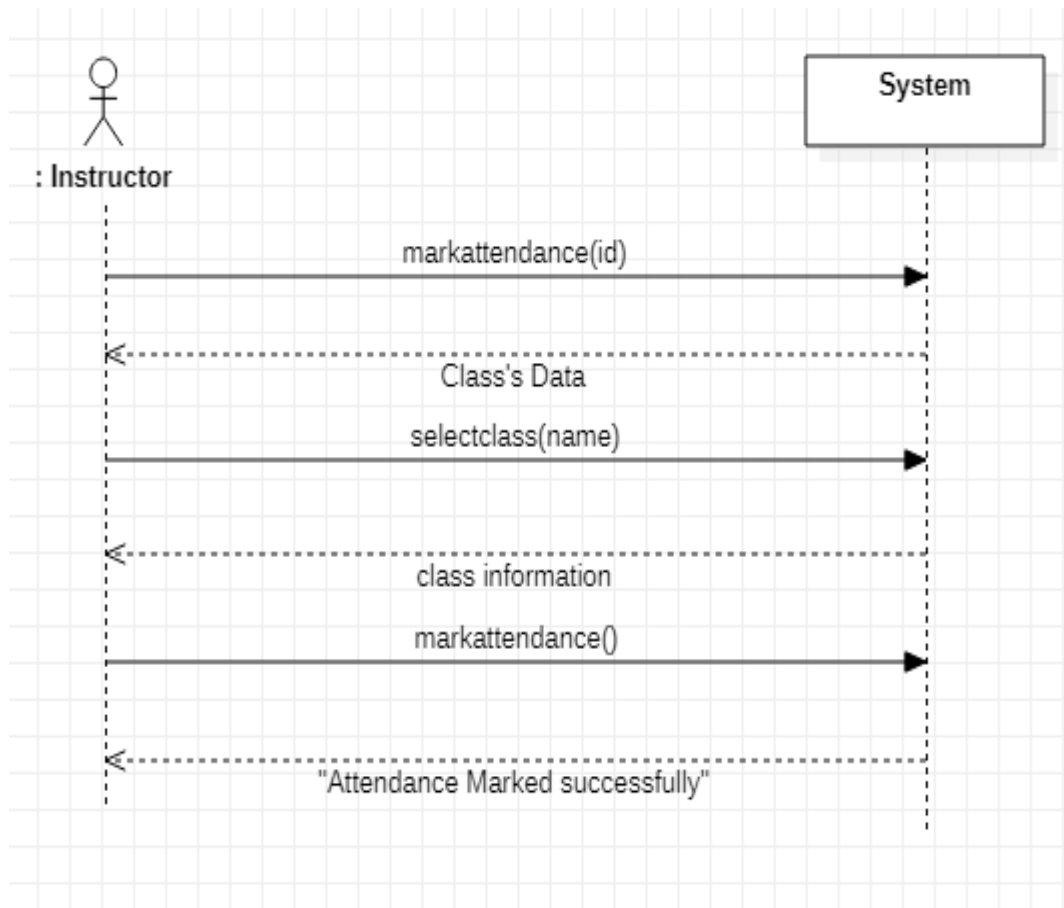 System
: Instructor
markattendance(id)
Class's Data
selectclass(name)
class information
markattendance()
"Attendance Marked successfully"